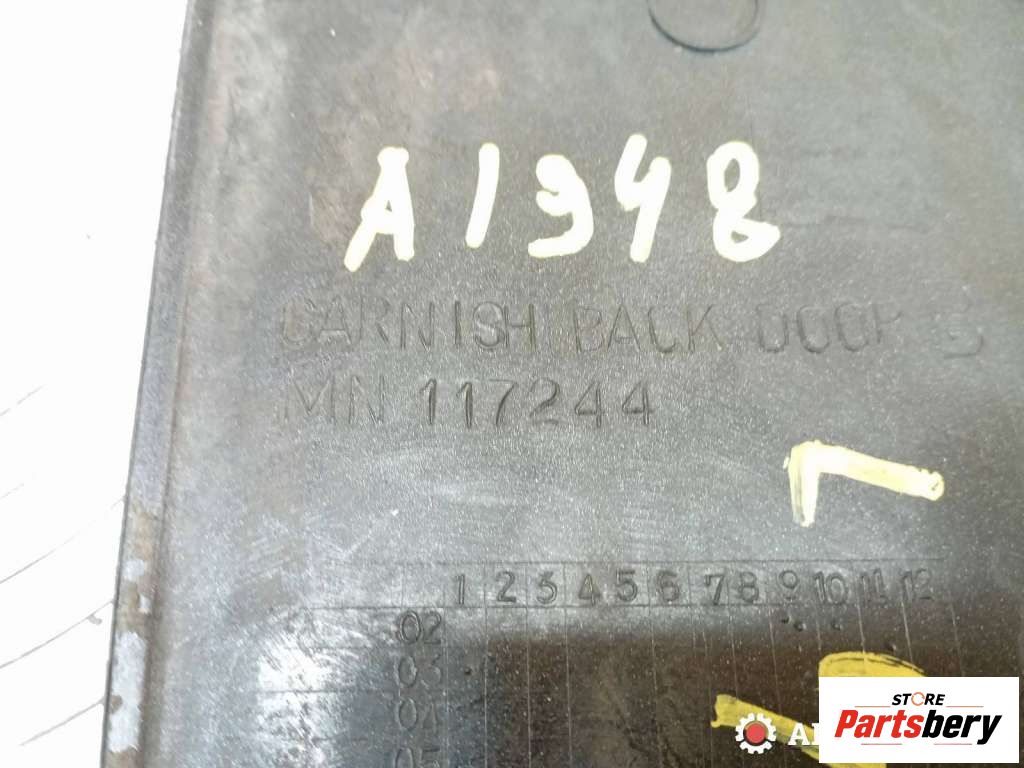 A1948
GARNISH BACK DOOR
MN 117244
1 2 3 4 5 6 7 8 9 10 11 12
02
03
04
05
STORE
Partsbery